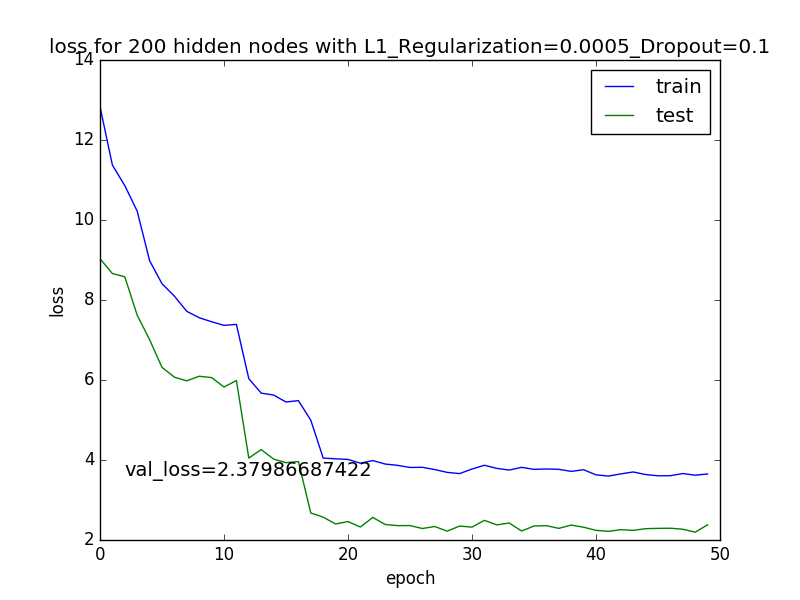 loss for 200 hidden nodes with L1_Regularization=0.0005_Dropout=0.1
14
12
10
8
6
4
2
loss
train
test
val_loss=2.37986687422
0 10 20 30 40 50
epoch